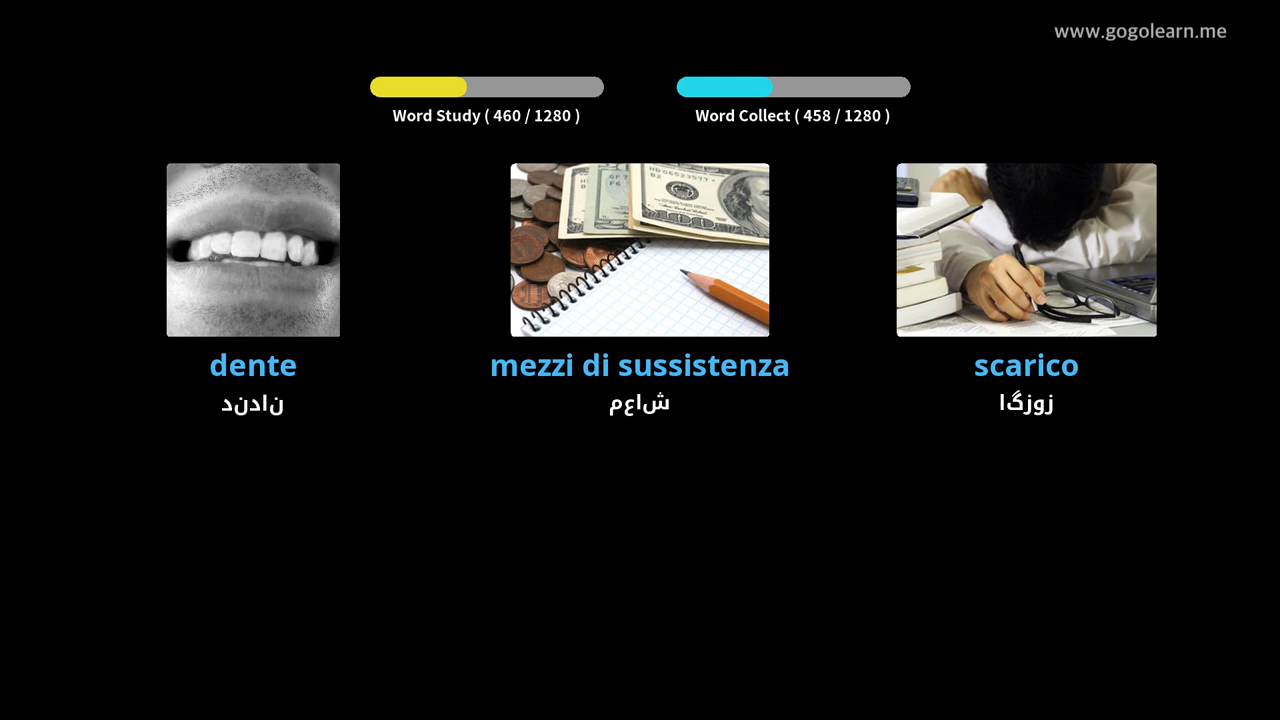 www.gogolearn.me
Word Study ( 460 / 1280 )
Word Collect ( 458 / 1280 )
dente
نادند
mezzi di sussistenza
شاعم
scarico
زوزگا